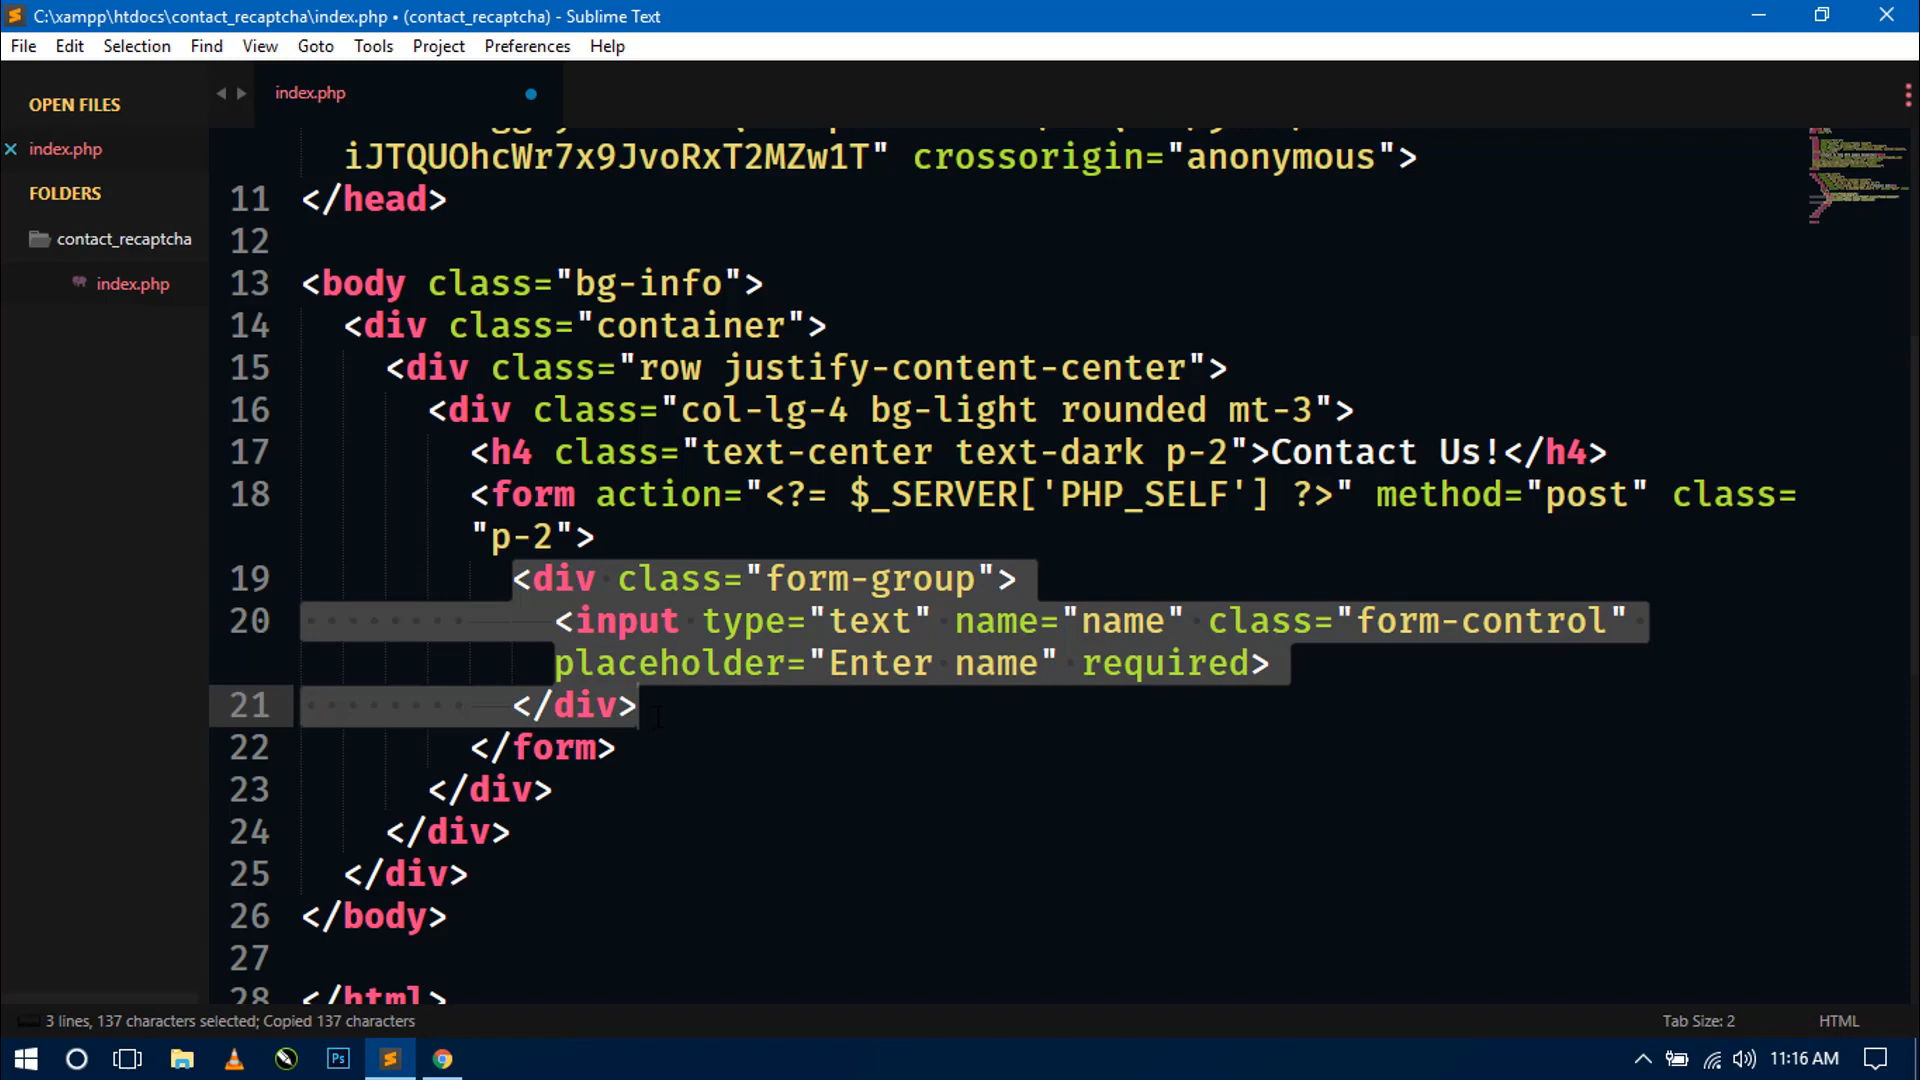 C:\xampp\htdocs\contact_recaptcha\index.php • (contact_recaptcha) - Sublime Text
File Edit Selection Find View Goto Tools Project Preferences Help
OPEN FILES
index.php
FOLDERS
contact_recaptcha
index.php
index.php
iJTQUOhcWr7x9JvoRxT2MZw1T" crossorigin="anonymous">
11 </head>
12
13 <body class="bg-info">
14 <div class="container">
15 <div class="row justify-content-center">
16 <div class="col-lg-4 bg-light rounded mt-3">
17 <h4 class="text-center text-dark p-2">Contact Us!</h4>
18 <form action="<?= $_SERVER['PHP_SELF'] ?>" method="post" class=
"p-2">
19 <div class="form-group">
20 <input type="text" name="name" class="form-control"
placeholder="Enter name" required>
21 </div>
22 </form>
23 </div>
24 </div>
25 </div>
26 </body>
27
28 </html>
3 lines, 137 characters selected; Copied 137 characters
Tab Size: 2
HTML
Ps
11:16 AM